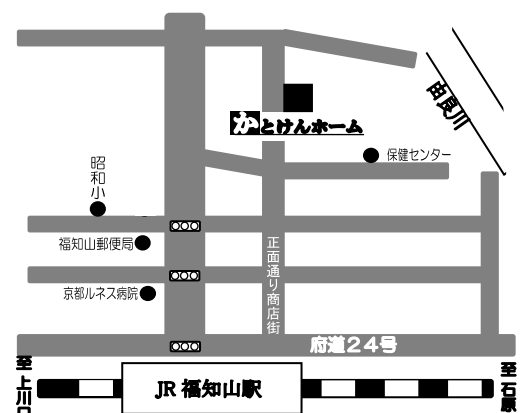 由良川
かとけんホーム
保健センター
昭和小
福知山郵便局
正面通り商店街
京都ルネス病院
府道24号
至上川口
JR 福知山駅
至石原